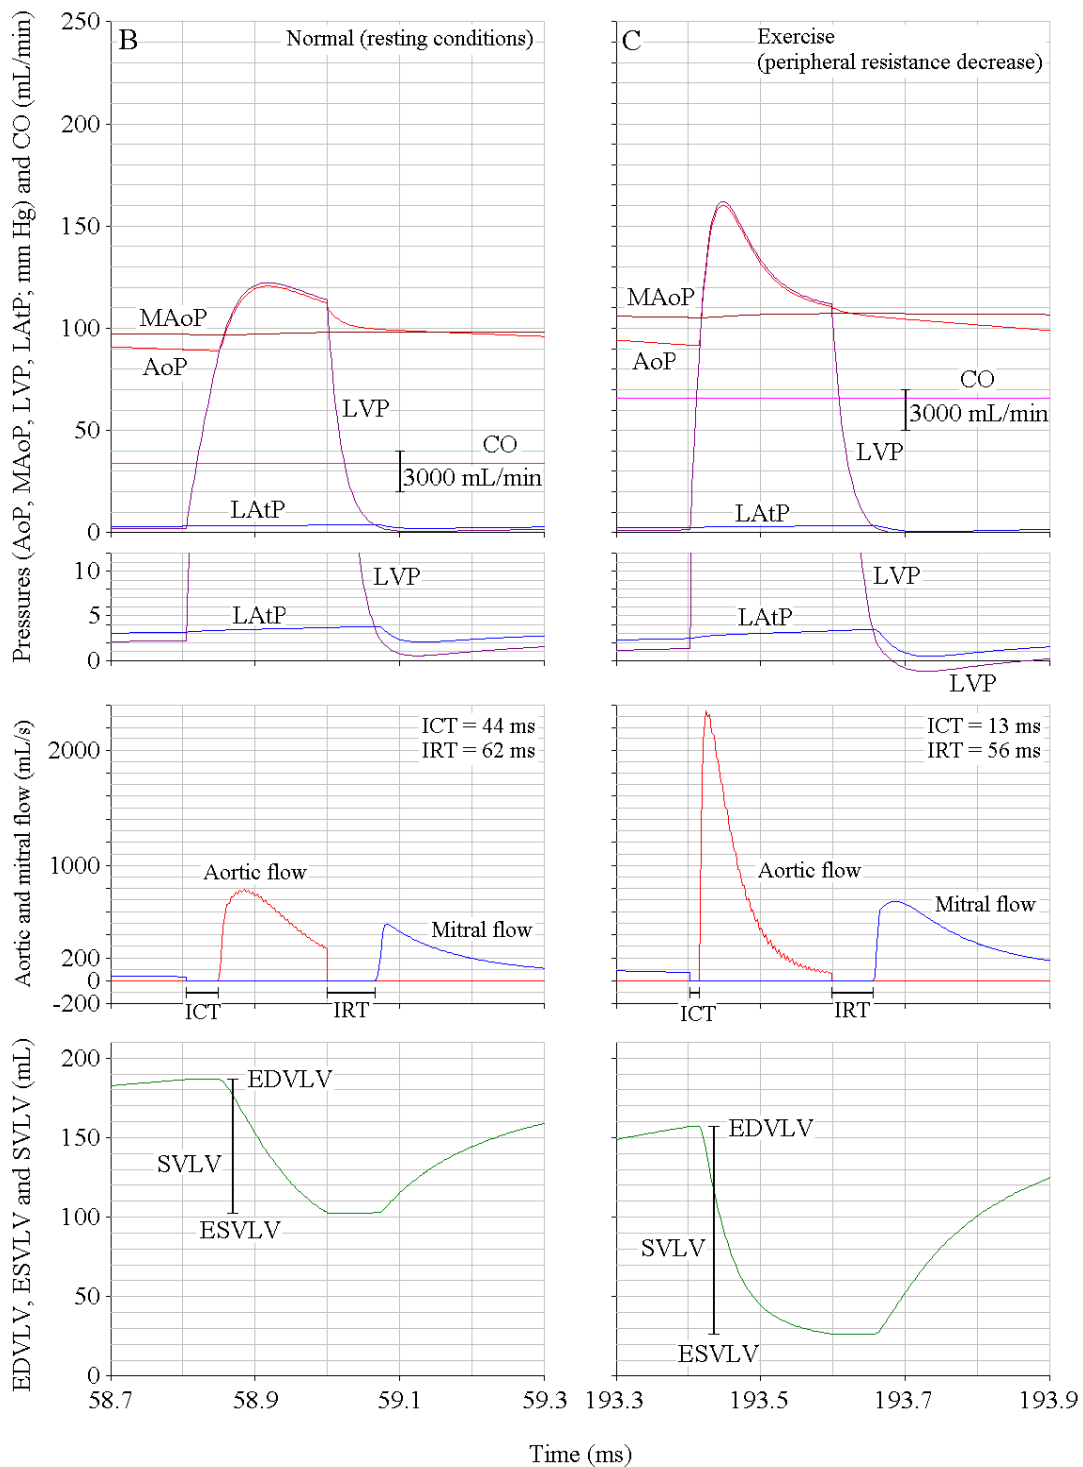 Pressures (AoP, MAoP, LVP, LAtP; mm Hg) and CO (mL/min)
250
200
150
100
50
0
B
Normal (resting conditions)
MAoP
AoP
LVP
CO
3000 mL/min
LAtP
C
Exercise
(peripheral resistance decrease)
MAoP
AoP
CO
3000 mL/min
LVP
LAtP
10
5
0
LVP
LAtP
LVP
LAtP
LVP
Aortic and mitral flow (mL/s)
2000
1000
200
0
-200
ICT = 44 ms
IRT = 62 ms
Aortic flow
Mitral flow
ICT
IRT
ICT = 13 ms
IRT = 56 ms
Aortic flow
Mitral flow
ICT
IRT
EDVLV, ESVLV and SVLV (mL)
200
150
100
50
0
EDVLV
SVLV
ESVLV
EDVLV
SVLV
ESVLV
58.7 58.9 59.1 59.3 193.3 193.5 193.7 193.9
Time (ms)